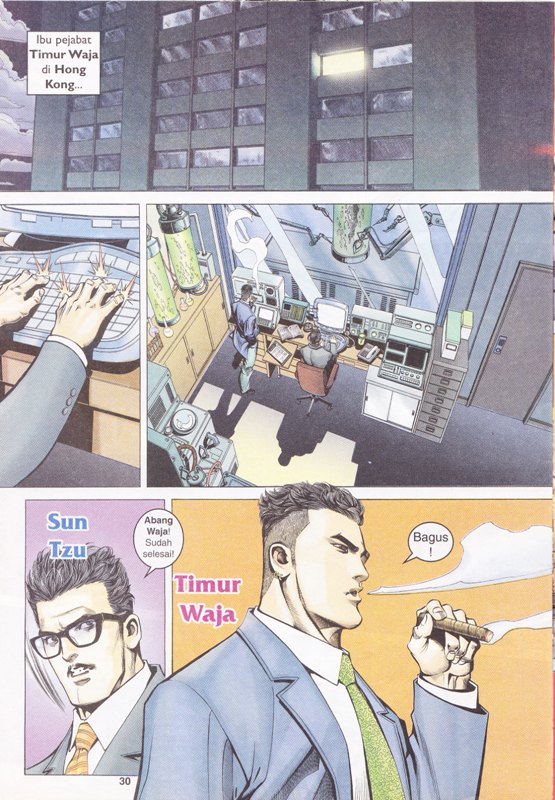 Ibu pejabat
Timur Waja
di Hong
Kong...
Sun
Tzu
Abang
Waja!
Sudah
selesai!
Timur
Waja
Bagus
!
30